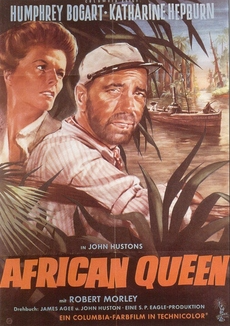 HUMPHREY BOGART · KATHARINE HEPBURN
IN JOHN HUSTONS
AFRICAN QUEEN
mit ROBERT MORLEY
Drehbuch: JAMES AGEE u. JOHN HUSTON · EINE S. P. EAGLE-PRODUKTION
EIN COLUMBIA-FARBFILM IN TECHNICOLOR